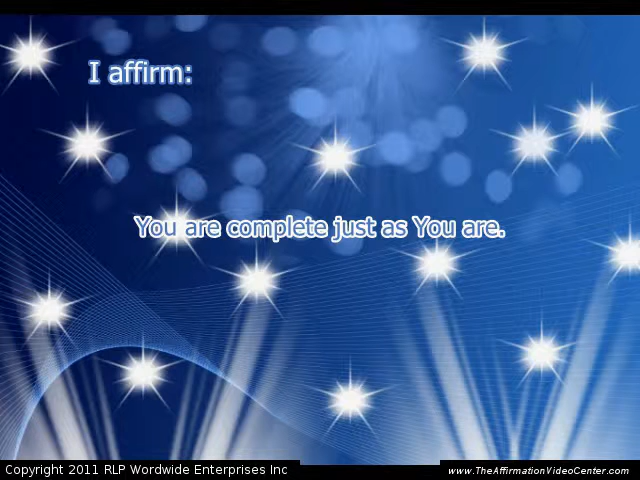 I affirm:
You are complete just as You are.
Copyright 2011 RLP Wordwide Enterprises Inc
www.TheAffirmationVideoCenter.com